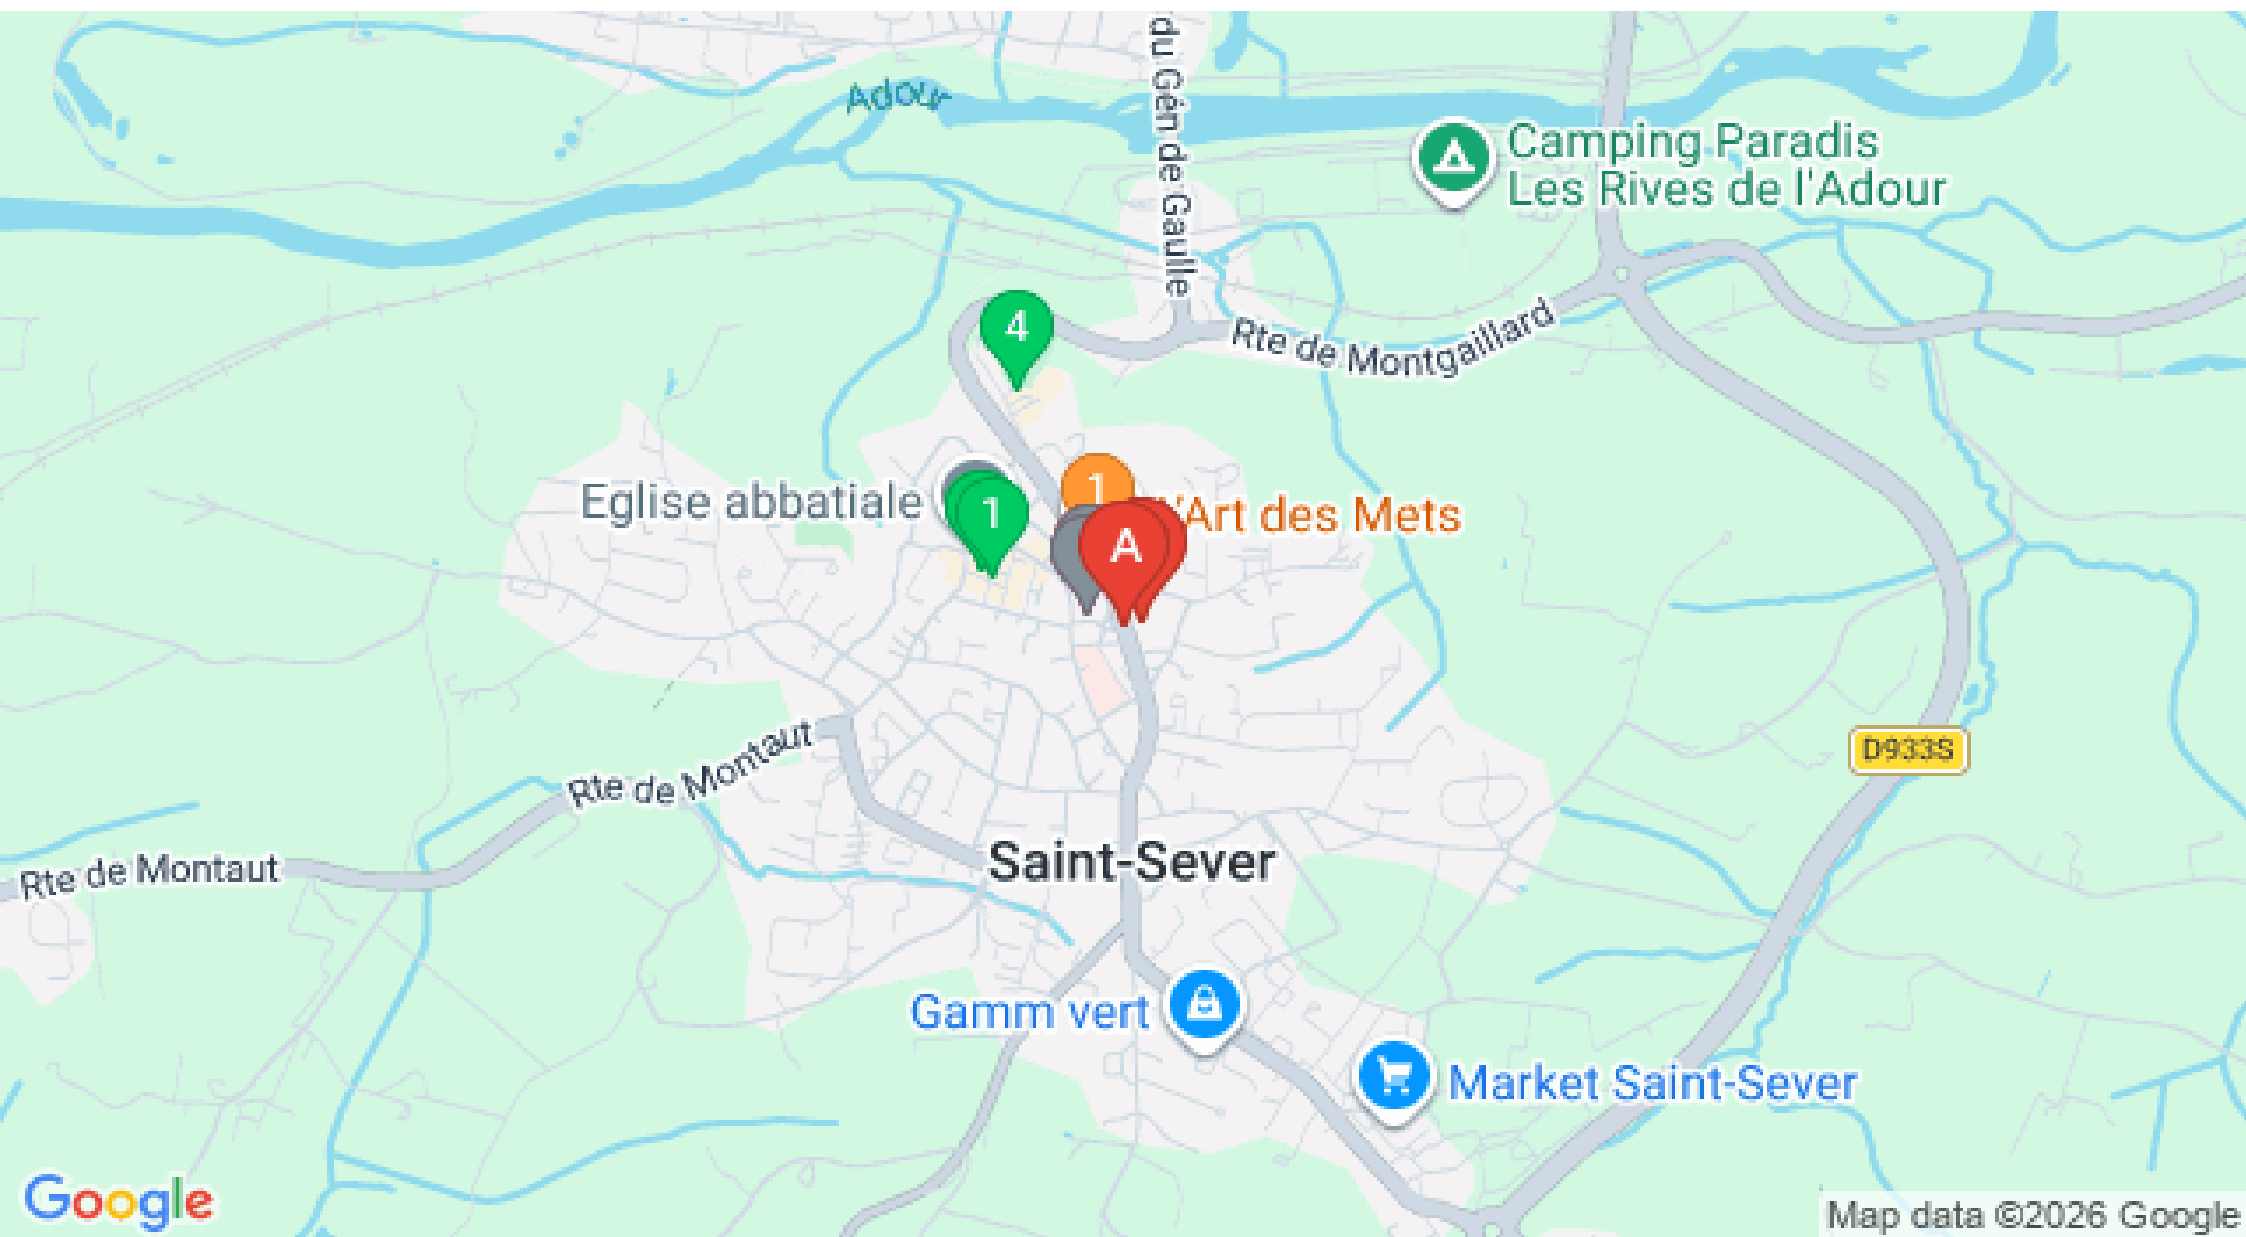 du Gén de Gaulle
Adour
Camping Paradis
Les Rives de l'Adour
4
Rte de Montgaillard
1
Eglise abbatiale
1
'Art des Mets
A
Rte de Montaut
D933S
Saint-Sever
Rte de Montaut
Gamm vert
Market Saint-Sever
Google
Map data ©2026 Google